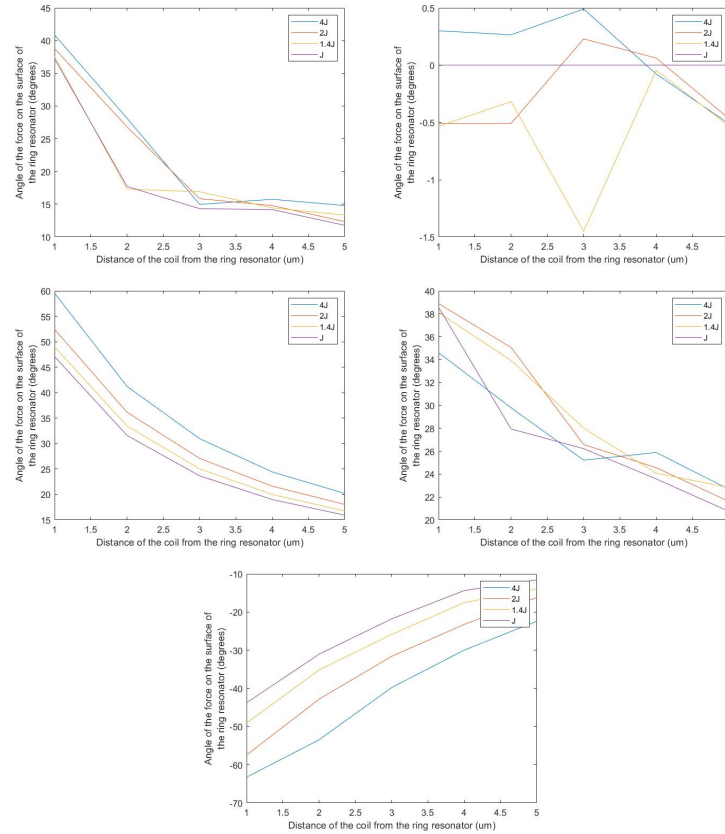 45
40
35
30
25
20
15
10
Angle of the force on the surface of
the ring resonator (degrees)
1 1.5 2 2.5 3 3.5 4 4.5 5
Distance of the coil from the ring resonator (um)
4J
2J
1.4J
J
0.5
0
-0.5
-1
-1.5
Angle of the force on the surface of
the ring resonator (degrees)
1 1.5 2 2.5 3 3.5 4 4.5
Distance of the coil from the ring resonator (um)
4J
2J
1.4J
J
60
55
50
45
40
35
30
25
20
15
Angle of the force on the surface of
the ring resonator (degrees)
1 1.5 2 2.5 3 3.5 4 4.5 5
Distance of the coil from the ring resonator (um)
4J
2J
1.4J
J
40
38
36
34
32
30
28
26
24
22
20
Angle of the force on the surface of
the ring resonator (degrees)
1 1.5 2 2.5 3 3.5 4 4.5
Distance of the coil from the ring resonator (um)
4J
2J
1.4J
J
-10
-20
-30
-40
-50
-60
-70
Angle of the force on the surface of
the ring resonator (degrees)
1 1.5 2 2.5 3 3.5 4 4.5 5
Distance of the coil from the ring resonator (um)
4J
2J
1.4J
J